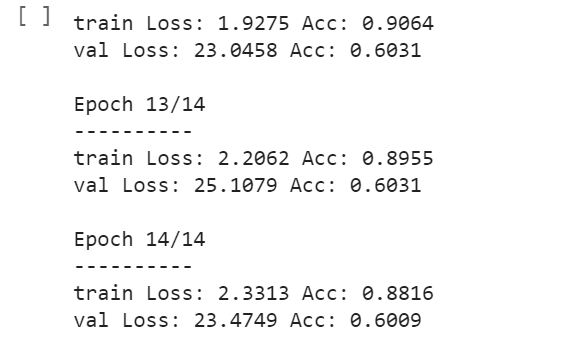 [ ] train Loss: 1.9275 Acc: 0.9064
val Loss: 23.0458 Acc: 0.6031
Epoch 13/14
----------
train Loss: 2.2062 Acc: 0.8955
val Loss: 25.1079 Acc: 0.6031
Epoch 14/14
----------
train Loss: 2.3313 Acc: 0.8816
val Loss: 23.4749 Acc: 0.6009